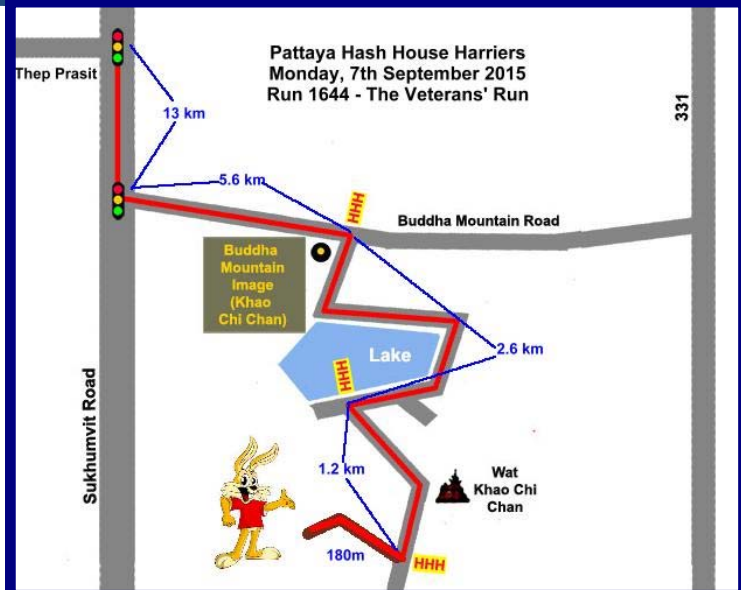 Pattaya Hash House Harriers
Monday, 7th September 2015
Run 1644 - The Veterans' Run
Thep Prasit
13 km
331
5.6 km
HHH
Buddha Mountain Road
Buddha
Mountain
Image
(Khao
Chi Chan)
Lake
2.6 km
HHH
Sukhumvit Road
1.2 km
Wat
Khao Chi
Chan
180m
HHH